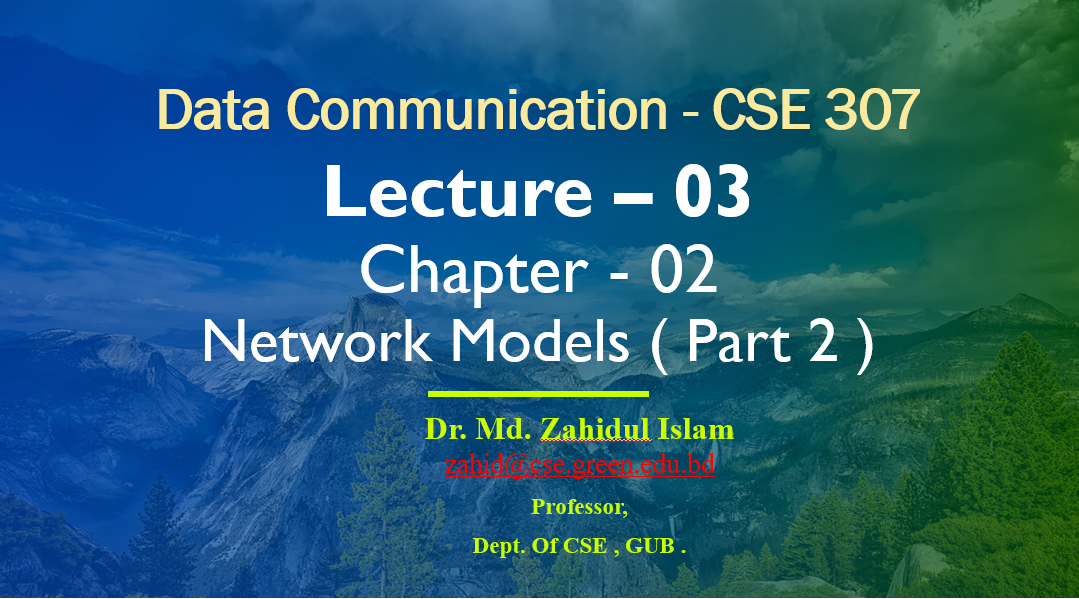 Data Communication - CSE 307
Lecture – 03
Chapter - 02
Network Models ( Part 2 )
Dr. Md. Zahidul Islam
zahid@cse.green.edu.bd
Professor,
Dept. Of CSE , GUB .